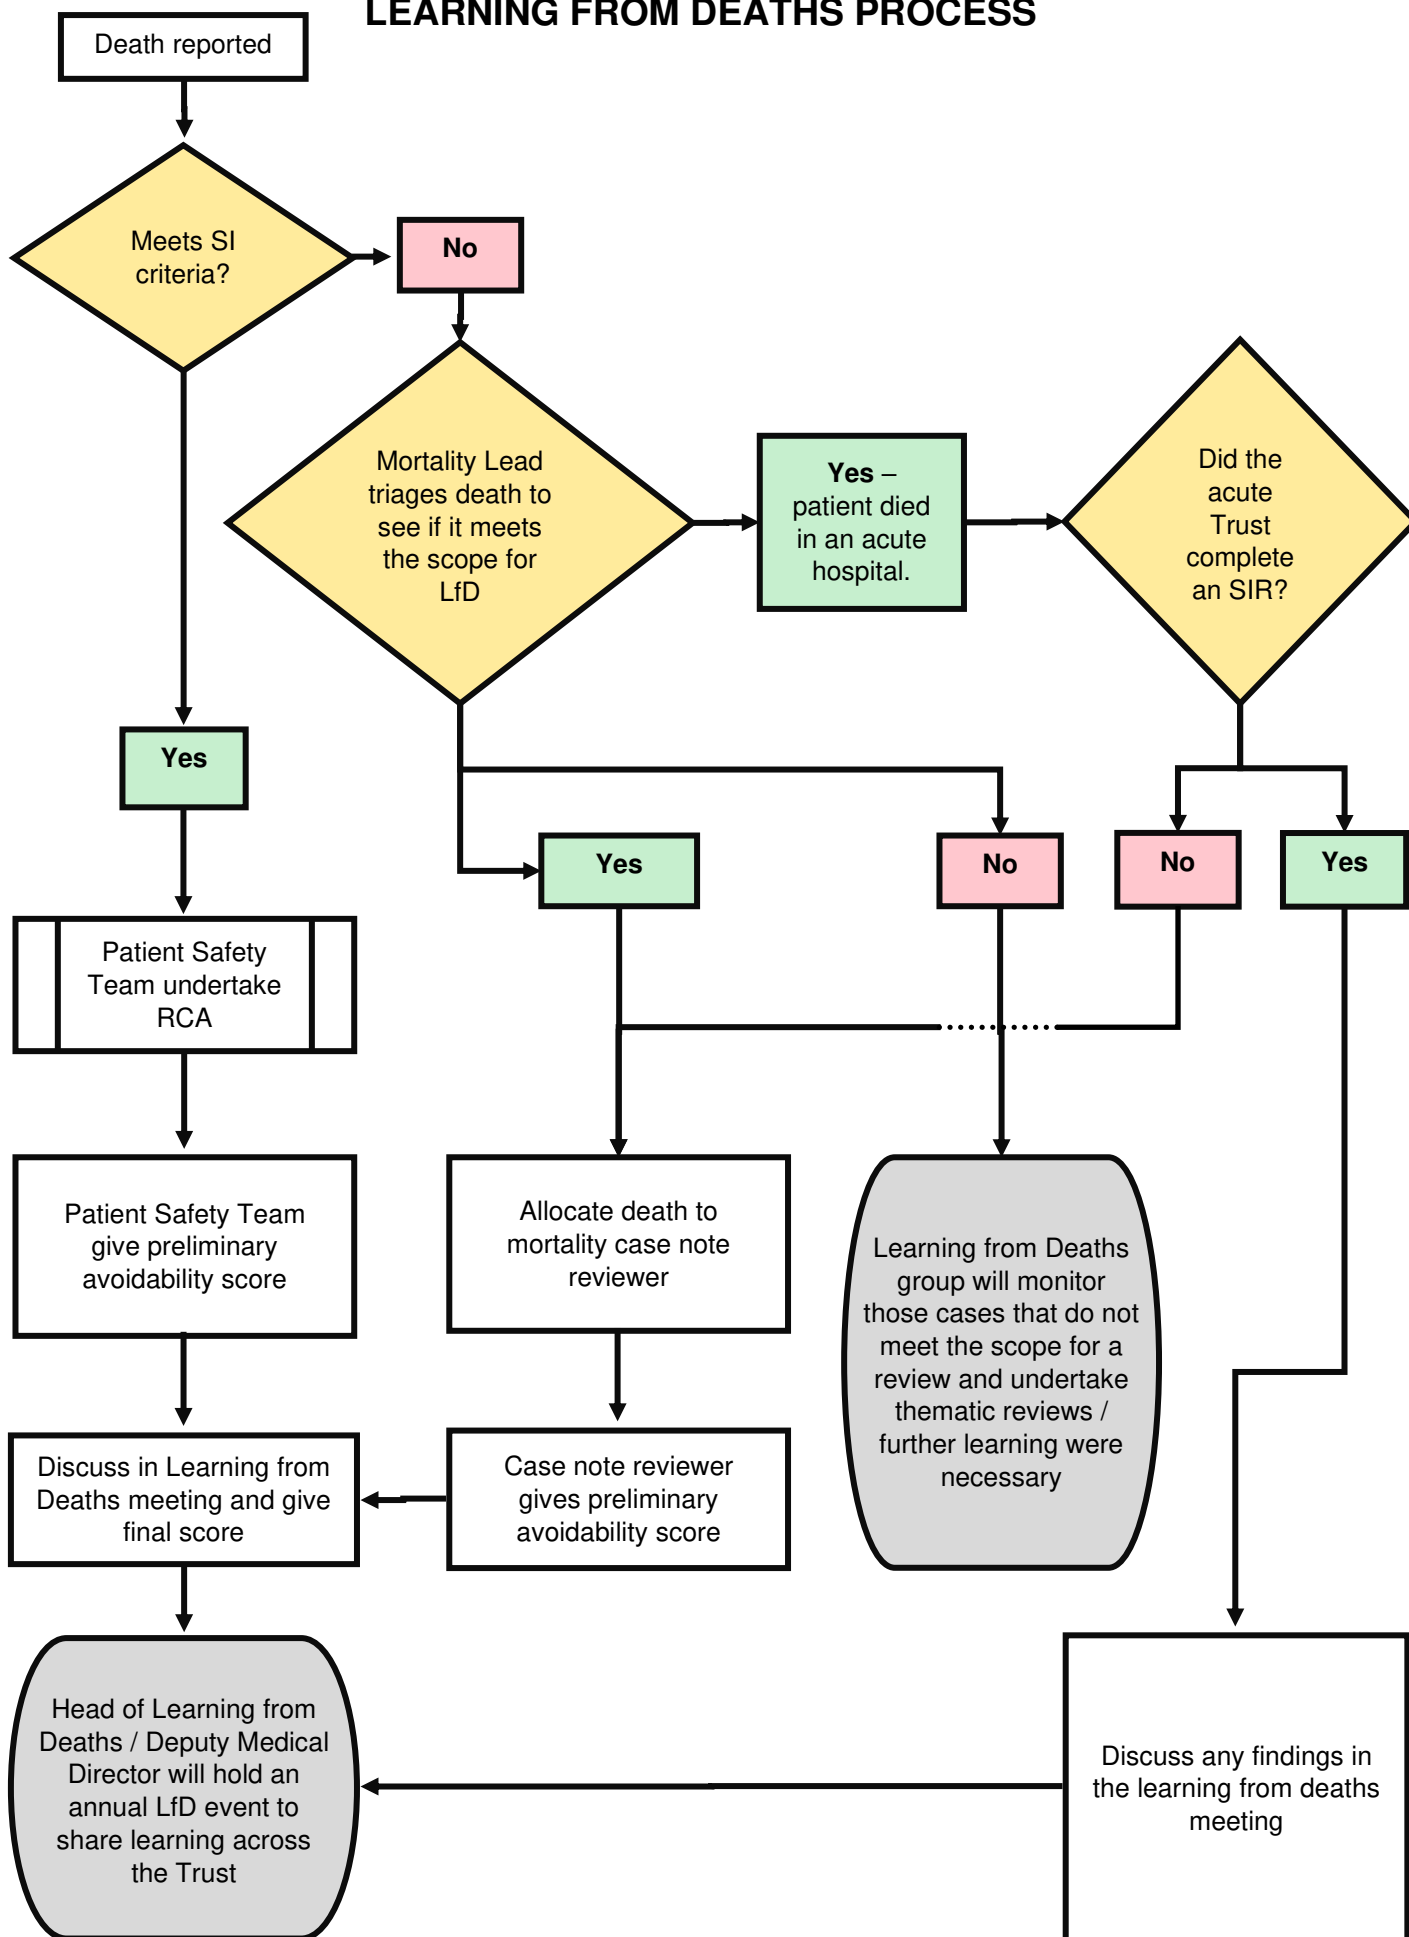 LEARNING FROM DEATHS PROCESS
Death reported
Meets SI
criteria?
No
Mortality Lead
triages death to
see if it meets
the scope for
LfD
Yes –
patient died
in an acute
hospital.
Did the
acute
Trust
complete
an SIR?
Yes
Yes
No
No
Yes
Patient Safety
Team undertake
RCA
Patient Safety Team
give preliminary
avoidability score
Allocate death to
mortality case note
reviewer
Learning from Deaths
group will monitor
those cases that do not
meet the scope for a
review and undertake
thematic reviews /
further learning were
necessary
Discuss in Learning from
Deaths meeting and give
final score
Case note reviewer
gives preliminary
avoidability score
Head of Learning from
Deaths / Deputy Medical
Director will hold an
annual LfD event to
share learning across
the Trust
Discuss any findings in
the learning from deaths
meeting